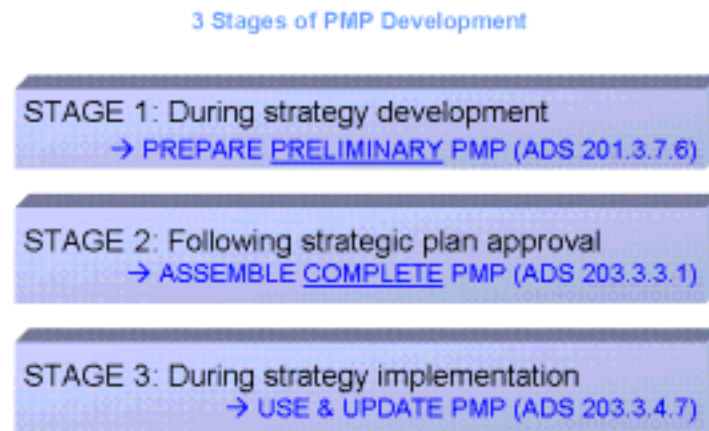 3 Stages of PMP Development
STAGE 1: During strategy development
→ PREPARE PRELIMINARY PMP (ADS 201.3.7.6)
STAGE 2: Following strategic plan approval
→ ASSEMBLE COMPLETE PMP (ADS 203.3.3.1)
STAGE 3: During strategy implementation
→ USE & UPDATE PMP (ADS 203.3.4.7)